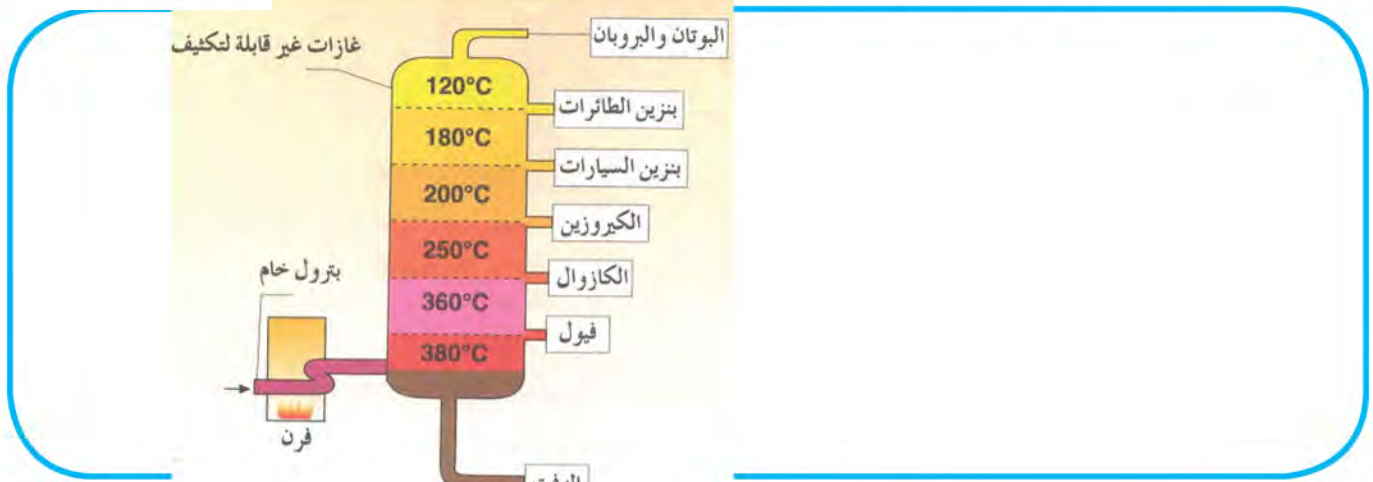 غازات غير قابلة لتكثيف
البوتان والبروبان
120°C
بنزين الطائرات
180°C
بنزين السيارات
200°C
الكيروزين
250°C
الكازوال
بترول خام
360°C
فيول
380°C
فرن